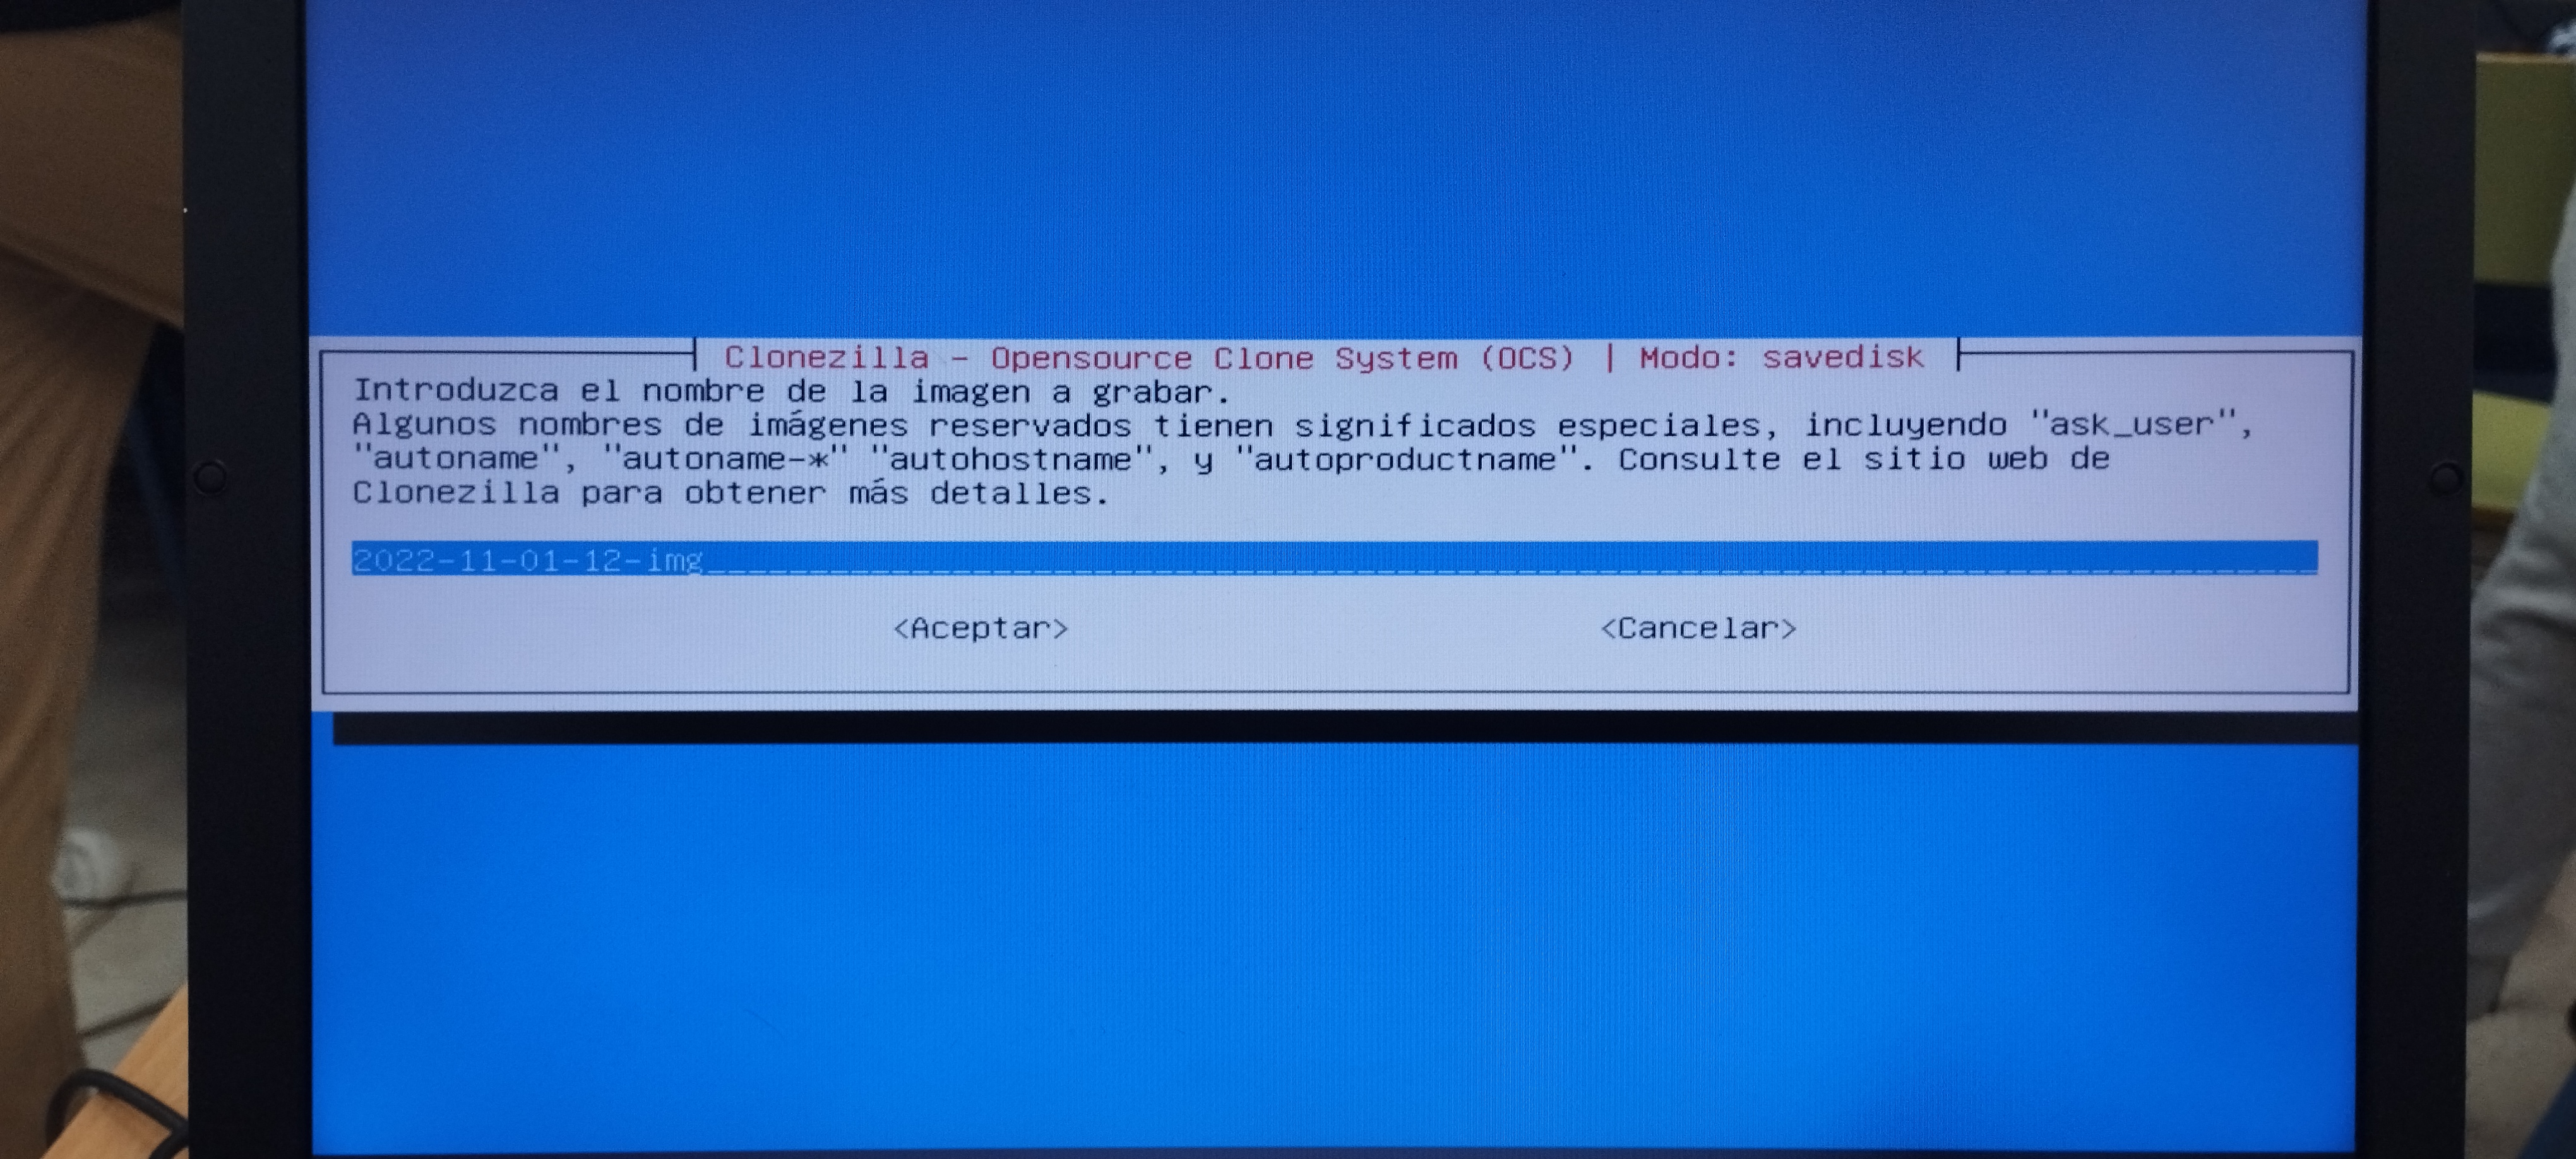 Clonezilla - Opensource Clone System (OCS) | Modo: savedisk
Introduzca el nombre de la imagen a grabar.
Algunos nombres de imágenes reservados tienen significados especiales, incluyendo "ask_user",
"autoname", "autoname-*" "autohostname", y "autoproductname". Consulte el sitio web de
Clonezilla para obtener más detalles.
2022-11-01-12-img
<Aceptar> <Cancelar>